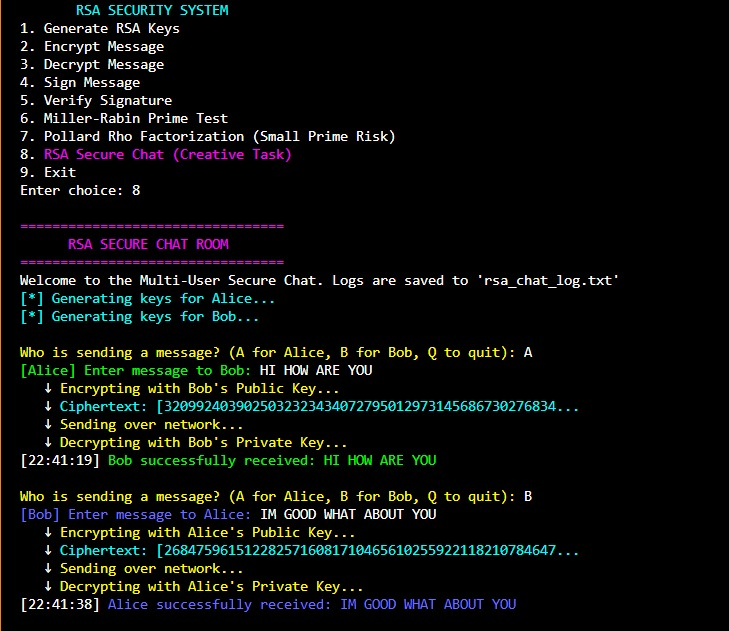 RSA SECURITY SYSTEM
1. Generate RSA Keys
2. Encrypt Message
3. Decrypt Message
4. Sign Message
5. Verify Signature
6. Miller-Rabin Prime Test
7. Pollard Rho Factorization (Small Prime Risk)
8. RSA Secure Chat (Creative Task)
9. Exit
Enter choice: 8
=================================
RSA SECURE CHAT ROOM
=================================
Welcome to the Multi-User Secure Chat. Logs are saved to 'rsa_chat_log.txt'
[*] Generating keys for Alice...
[*] Generating keys for Bob...
Who is sending a message? (A for Alice, B for Bob, Q to quit): A
[Alice] Enter message to Bob: HI HOW ARE YOU
↓ Encrypting with Bob's Public Key...
↓ Ciphertext: [32099240390250323234340727950129731456867302768​34...
↓ Sending over network...
↓ Decrypting with Bob's Private Key...
[22:41:19] Bob successfully received: HI HOW ARE YOU
Who is sending a message? (A for Alice, B for Bob, Q to quit): B
[Bob] Enter message to Alice: IM GOOD WHAT ABOUT YOU
↓ Encrypting with Alice's Public Key...
↓ Ciphertext: [2684759615122825716081710465610255922118210784647...
↓ Sending over network...
↓ Decrypting with Alice's Private Key...
[22:41:38] Alice successfully received: IM GOOD WHAT ABOUT YOU